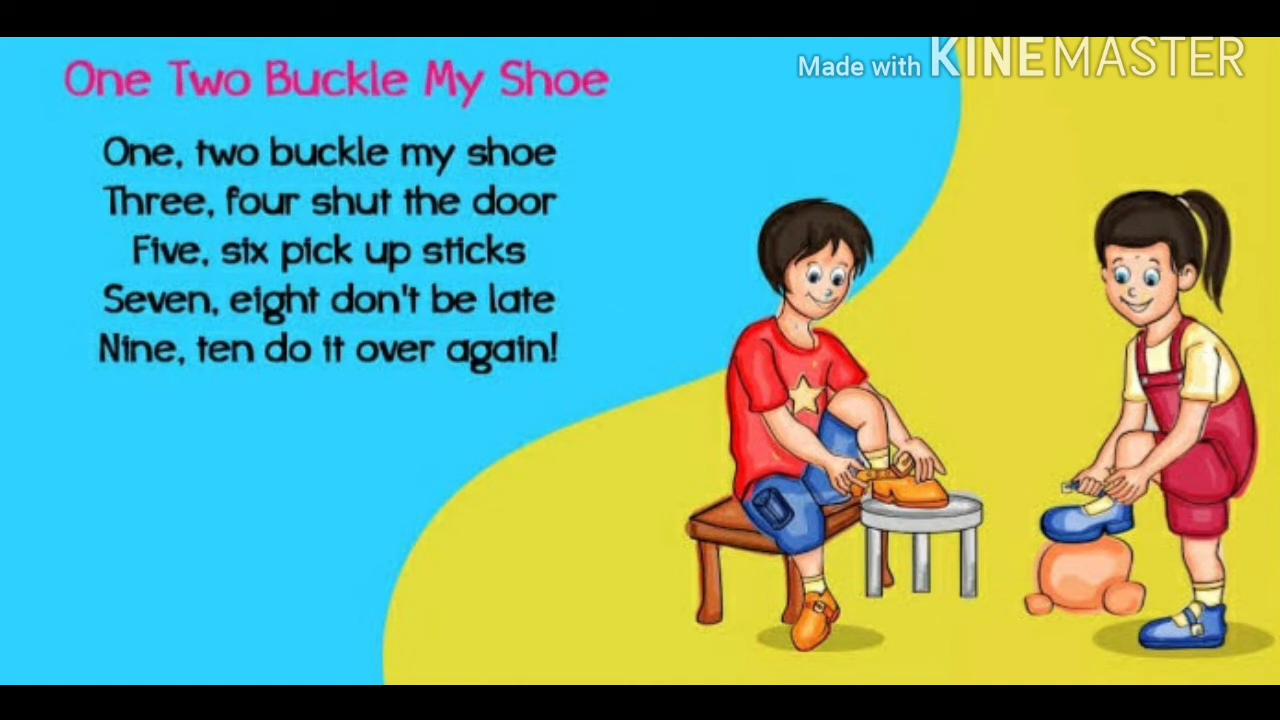 Made with KINEMASTER
One Two Buckle My Shoe
One, two buckle my shoe
Three, four shut the door
Five, six pick up sticks
Seven, eight don't be late
Nine, ten do it over again!